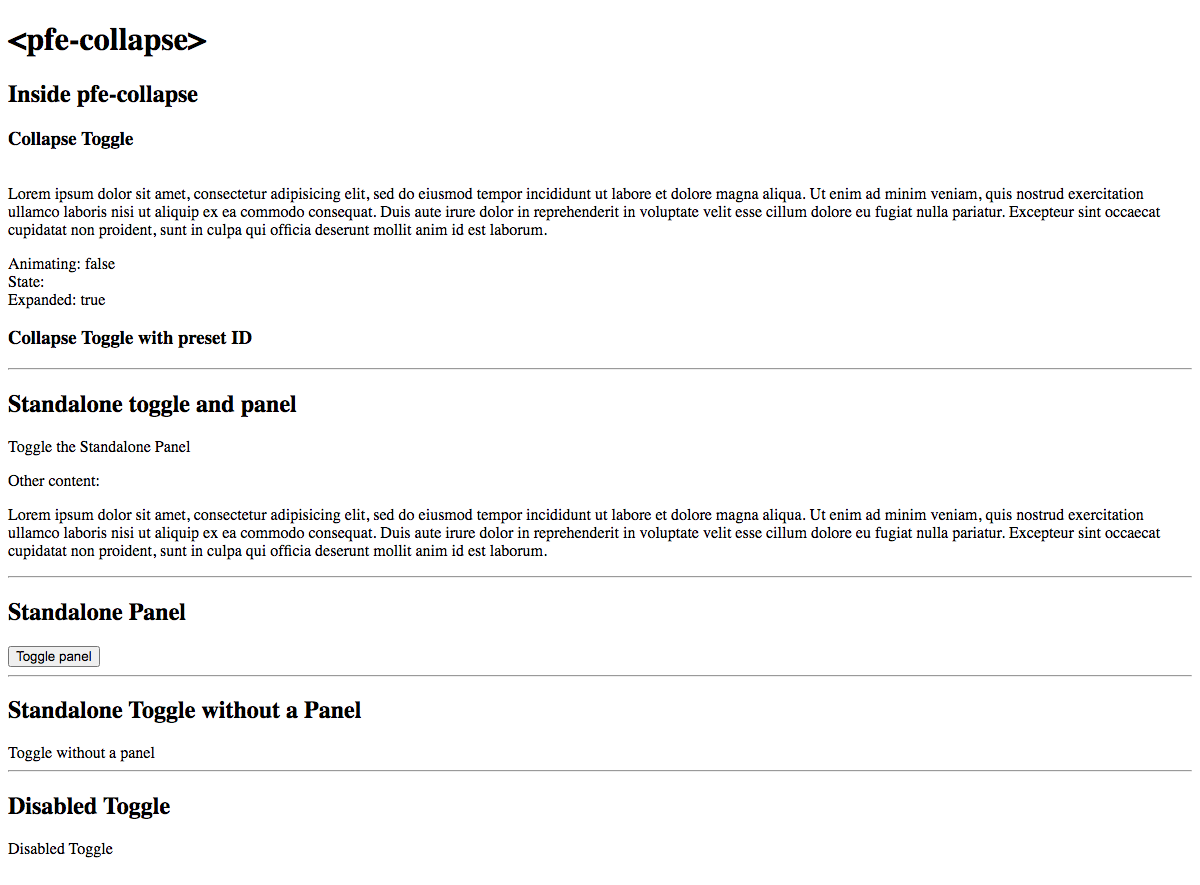 <pfe-collapse>
Inside pfe-collapse
Collapse Toggle
Lorem ipsum dolor sit amet, consectetur adipisicing elit, sed do eiusmod tempor incididunt ut labore et dolore magna aliqua. Ut enim ad minim veniam, quis nostrud exercitation
ullamco laboris nisi ut aliquip ex ea commodo consequat. Duis aute irure dolor in reprehenderit in voluptate velit esse cillum dolore eu fugiat nulla pariatur. Excepteur sint occaecat
cupidatat non proident, sunt in culpa qui officia deserunt mollit anim id est laborum.
Animating: false
State:
Expanded: true
Collapse Toggle with preset ID
Standalone toggle and panel
Toggle the Standalone Panel
Other content:
Lorem ipsum dolor sit amet, consectetur adipisicing elit, sed do eiusmod tempor incididunt ut labore et dolore magna aliqua. Ut enim ad minim veniam, quis nostrud exercitation
ullamco laboris nisi ut aliquip ex ea commodo consequat. Duis aute irure dolor in reprehenderit in voluptate velit esse cillum dolore eu fugiat nulla pariatur. Excepteur sint occaecat
cupidatat non proident, sunt in culpa qui officia deserunt mollit anim id est laborum.
Standalone Panel
Toggle panel
Standalone Toggle without a Panel
Toggle without a panel
Disabled Toggle
Disabled Toggle